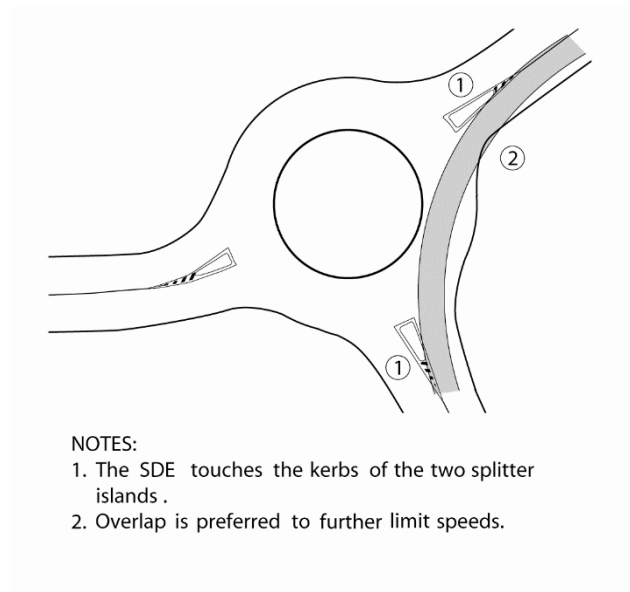 1
2
1
NOTES:
1. The SDE touches the kerbs of the two splitter
islands .
2. Overlap is preferred to further limit speeds.